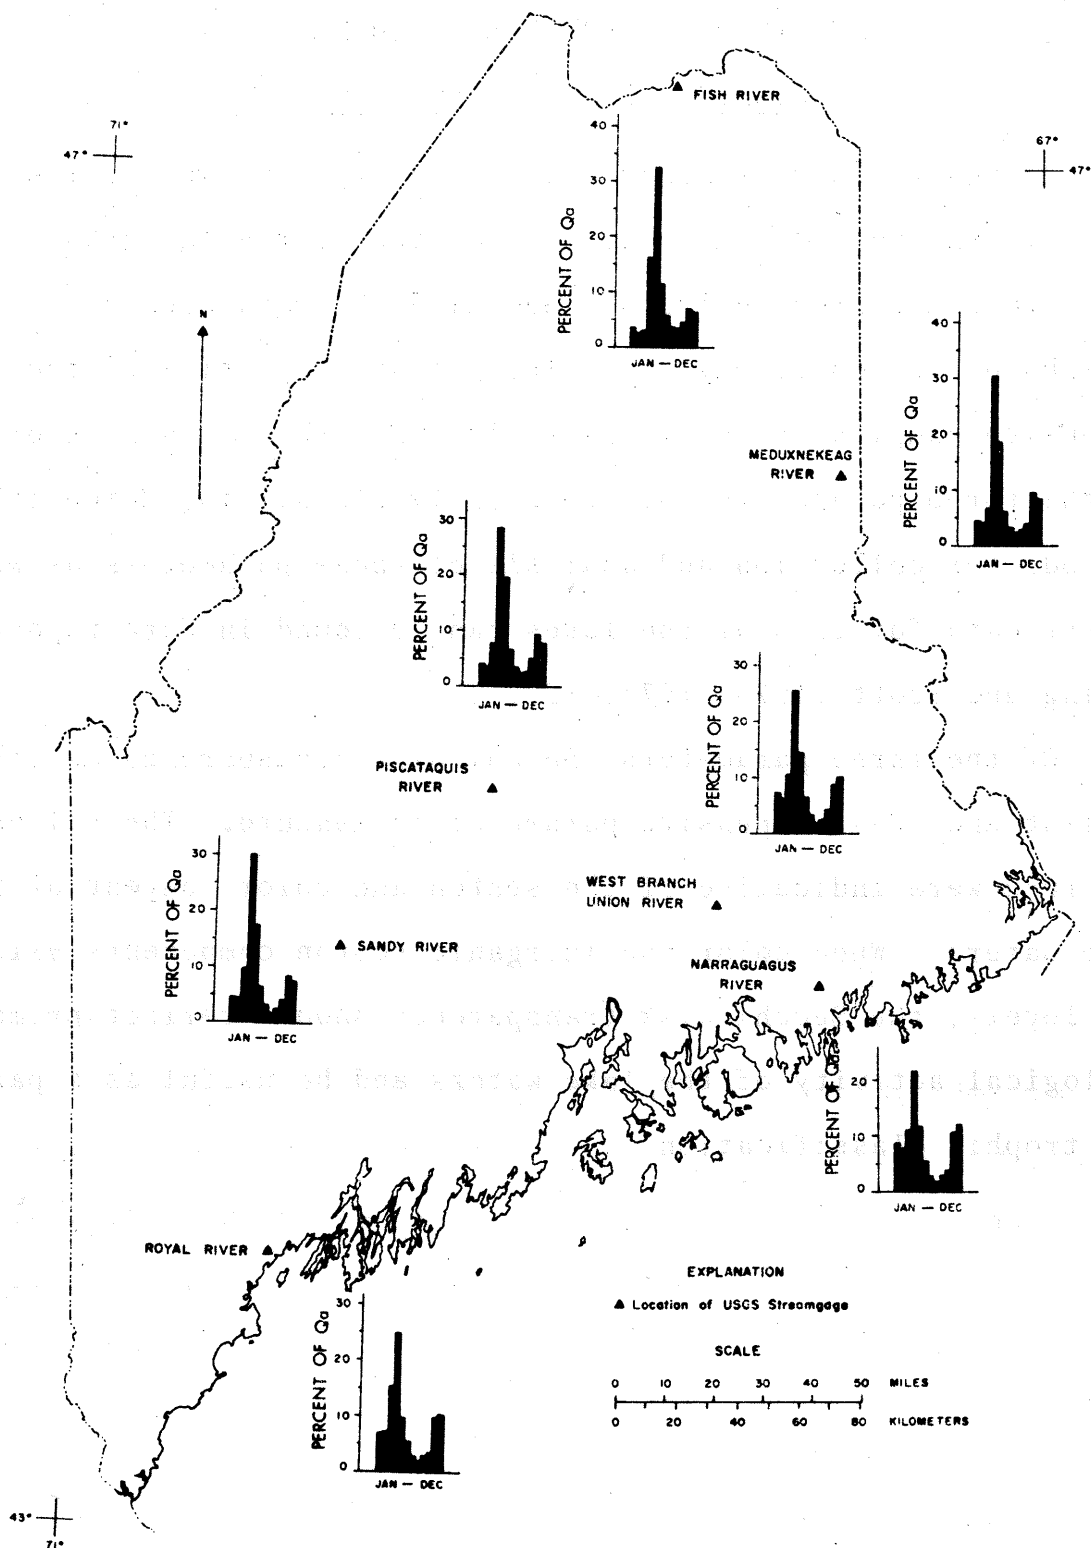 FISH RIVER
71°
47°
67°
47°
40
30
20
10
0
PERCENT OF Qa
JAN — DEC
N
40
30
20
10
0
PERCENT OF Qa
JAN — DEC
MEDUXNEKEAG
RIVER
30
20
10
0
PERCENT OF Qa
JAN — DEC
30
20
10
0
PERCENT OF Qa
JAN — DEC
PISCATAQUIS
RIVER
WEST BRANCH
UNION RIVER
30
20
10
0
PERCENT OF Qa
JAN — DEC
SANDY RIVER
NARRAGUAGUS
RIVER
20
10
0
PERCENT OF Qa
JAN — DEC
ROYAL RIVER
30
20
10
0
PERCENT OF Qa
JAN — DEC
EXPLANATION
Location of USGS Streamgage
SCALE
0 10 20 30 40 50 MILES
0 20 40 60 80 KILOMETERS
43°
71°